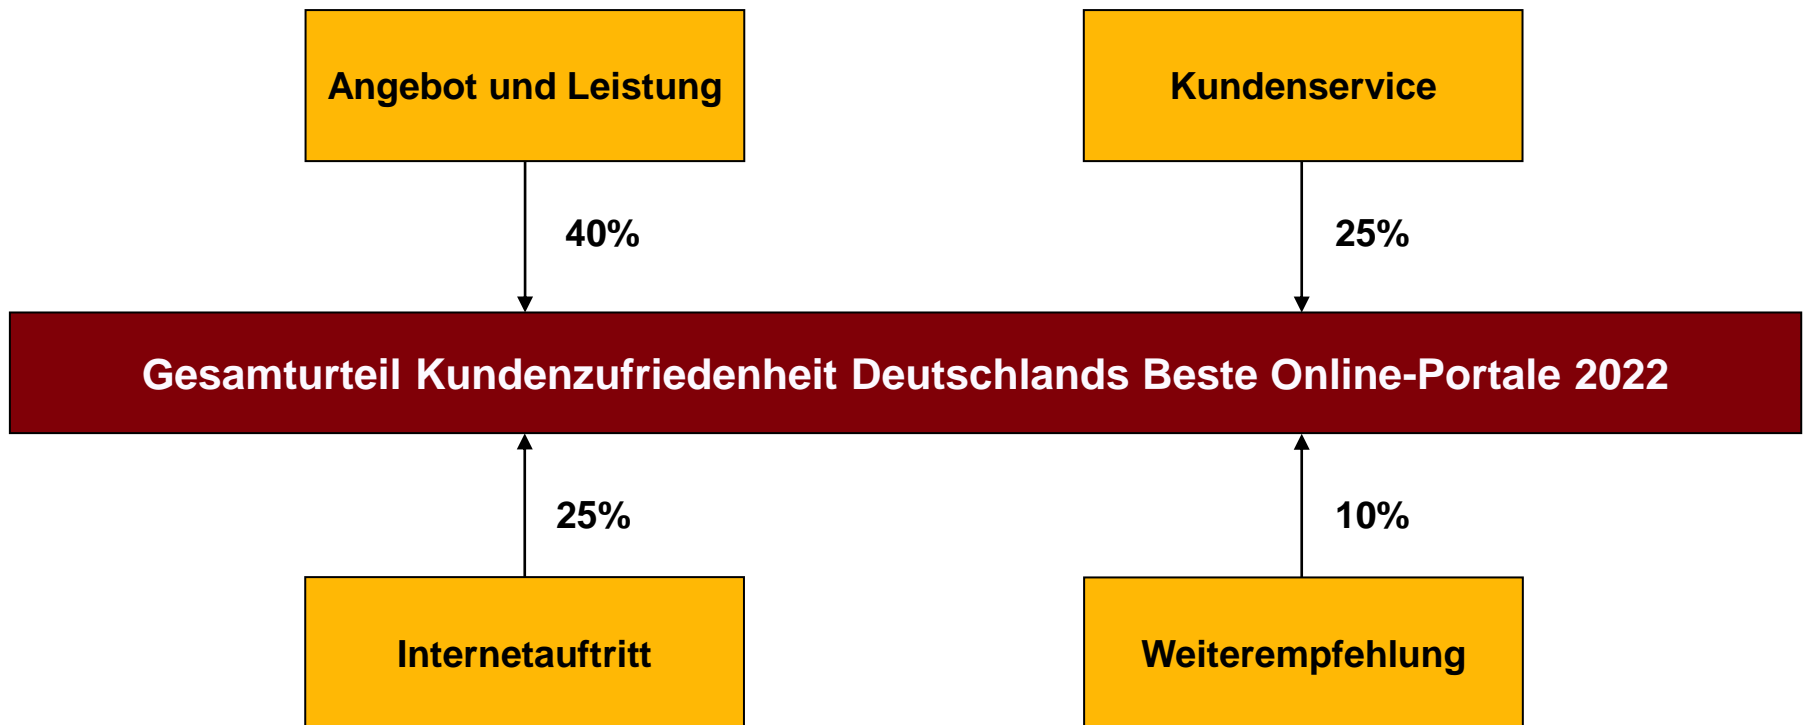 Angebot und Leistung
Kundenservice
40%
25%
Gesamturteil Kundenzufriedenheit Deutschlands Beste Online-Portale 2022
25%
10%
Internetauftritt
Weiterempfehlung